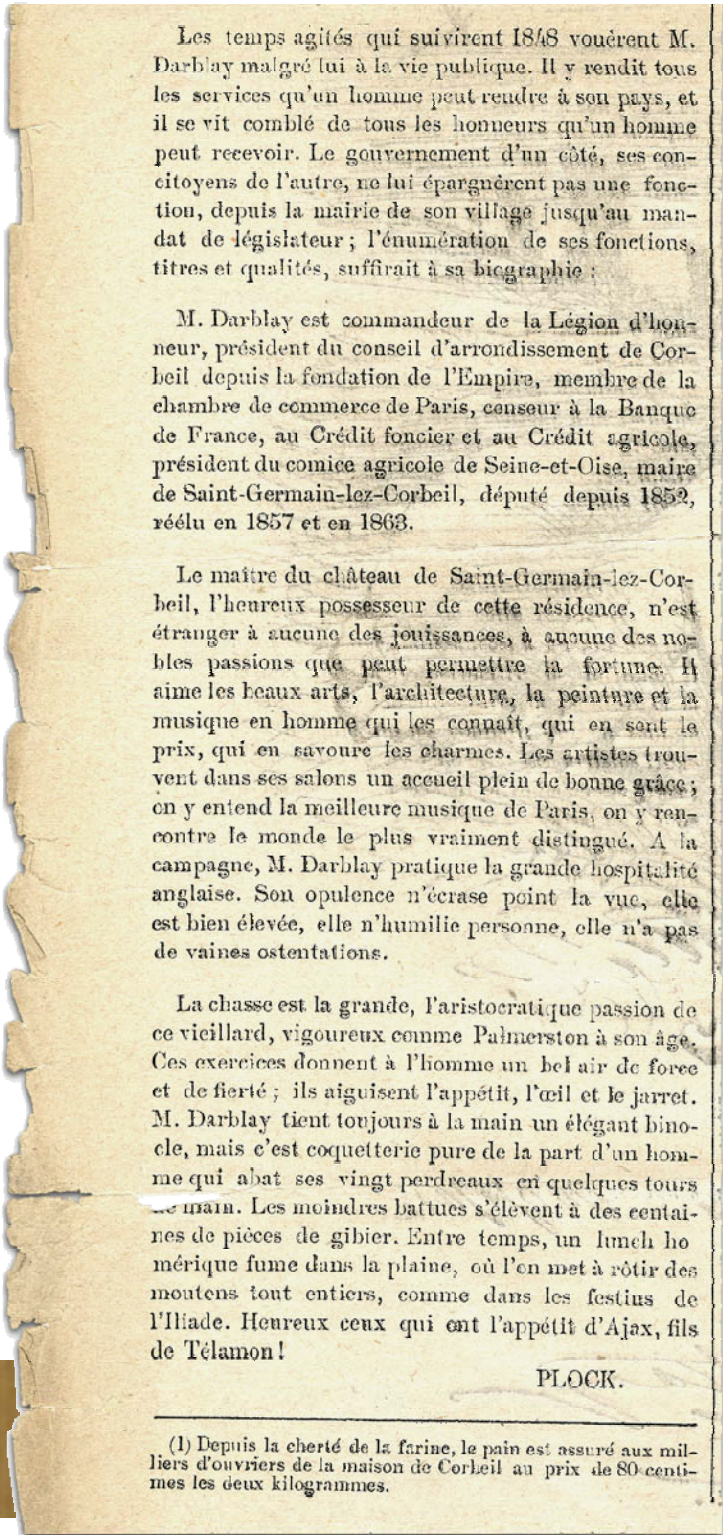 Les temps agités qui suivirent 1848 vouèrent M.
Darblay malgré lui à la vie publique. Il y rendit tous
les services qu'un homme peut rendre à son pays, et
il se vit comblé de tous les honneurs qu'un homme
peut recevoir. Le gouvernement d'un côté, ses con-
citoyens de l'autre, ne lui épargnèrent pas une fonc-
tion, depuis la mairie de son village jusqu'au man-
dat de législateur ; l'énumération de ses fonctions,
titres et qualités, suffirait à sa biographie :
M. Darblay est commandeur de la Légion d'hon-
neur, président du conseil d'arrondissement de Cor-
beil depuis la fondation de l'Empire, membre de la
chambre de commerce de Paris, censeur à la Banque
de France, au Crédit foncier et au Crédit agricole,
président du comice agricole de Seine-et-Oise, maire
de Saint-Germain-lez-Corbeil, député depuis 1852,
réélu en 1857 et en 1863.
Le maître du château de Saint-Germain-lez-Cor-
beil, l'heureux possesseur de cette résidence, n'est
étranger à aucune des jouissances, à aucune des no-
bles passions que peut permettre la fortune. Il
aime les beaux arts, l'architecture, la peinture et la
musique en homme qui les connaît, qui en sent le
prix, qui en savoure les charmes. Les artistes trou-
vent dans ses salons un accueil plein de bonne grâce ;
on y entend la meilleure musique de Paris, on y ren-
contre le monde le plus vraiment distingué. A la
campagne, M. Darblay pratique la grande hospitalité
anglaise. Son opulence n'écrase point la vue, elle
est bien élevée, elle n'humilie personne, elle n'a pas
de vaines ostentations.
La chasse est la grande, l'aristocratique passion de
ce vieillard, vigoureux comme Palmerston à son âge.
Ces exercices donnent à l'homme un bel air de force
et de fierté ; ils aiguisent l'appétit, l'œil et le jarret.
M. Darblay tient toujours à la main un élégant bino-
cle, mais c'est coquetterie pure de la part d'un hom-
me qui abat ses vingt perdreaux en quelques tours
de main. Les moindres battues s'élèvent à des centai-
nes de pièces de gibier. Entre temps, un lunch ho
mérique fume dans la plaine, où l'on met à rôtir des
moutons tout entiers, comme dans les festins de
l'Iliade. Heureux ceux qui ont l'appétit d'Ajax, fils
de Télamon !
PLOCK.
(1) Depuis la cherté de la farine, le pain est assuré aux mil-
liers d'ouvriers de la maison de Corbeil au prix de 80 centi-
mes les deux kilogrammes.